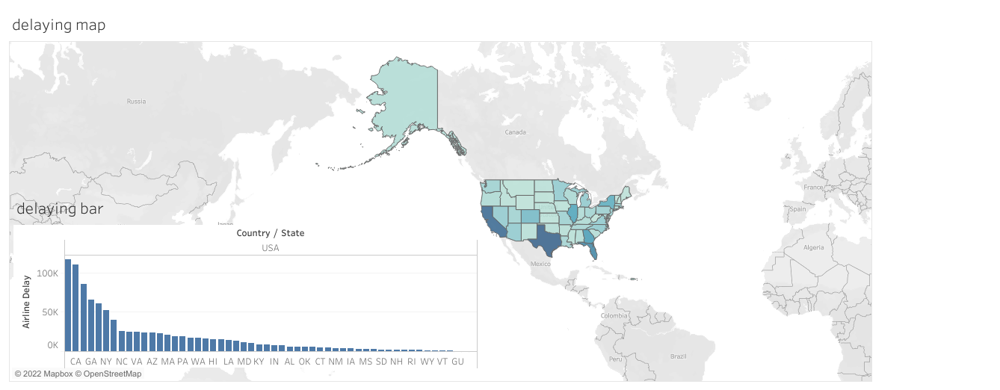 delaying map
Russia
Canada
France
Spain
delaying bar
Japan
Country / State
USA
Algeria
Mexico
100K
Airline Delay
50K
0K
Colombia
Peru
Brazil
CA GA NY NC VA AZ MA PA WA HI LA MD KY IN AL OK CT NM IA MS SD NH RI WY VT GU
© 2022 Mapbox © OpenStreetMap